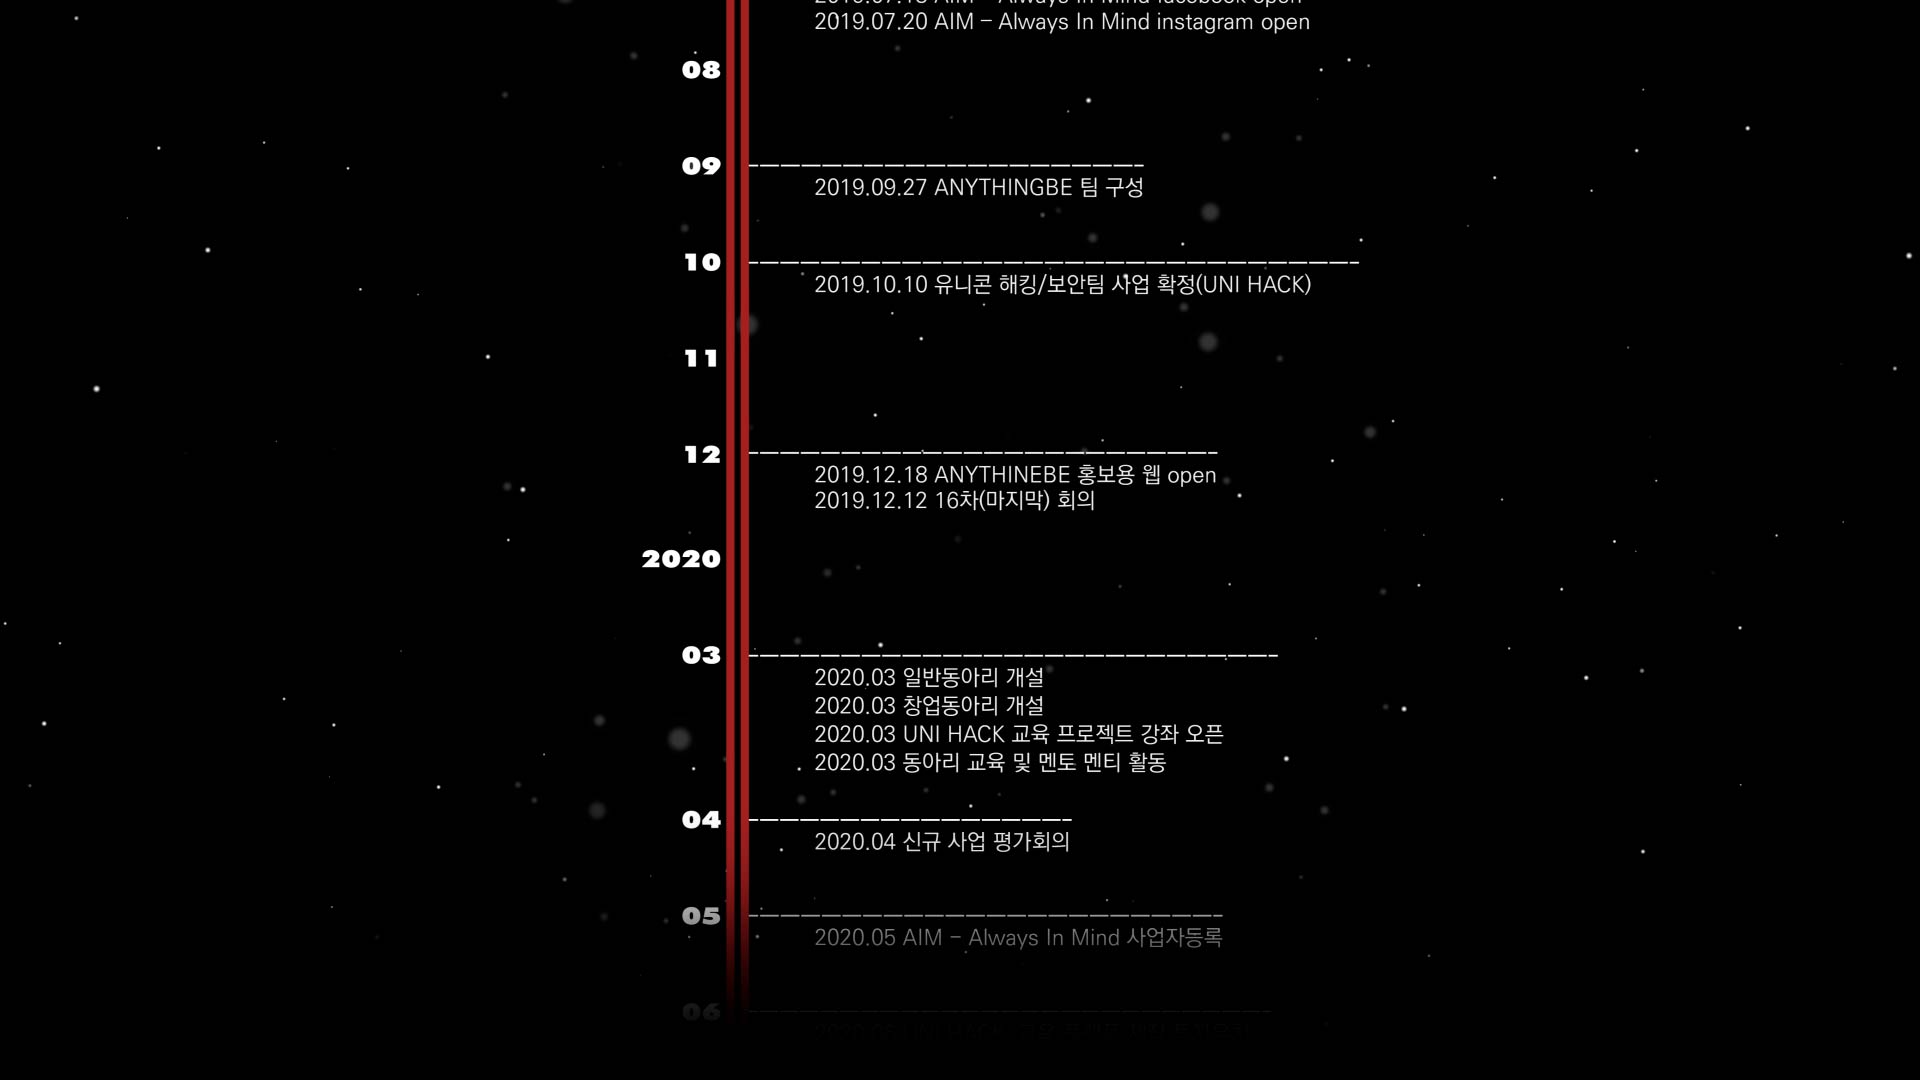 2019.07.20 AIM – Always In Mind instagram open
08
09
2019.09.27 ANYTHINGBE 팀 구성
10
2019.10.10 유니콘 해킹/보안팀 사업 확정(UNI HACK)
11
12
2019.12.18 ANYTHINEBE 홍보용 웹 open
2019.12.12 16차(마지막) 회의
2020
03
2020.03 일반동아리 개설
2020.03 창업동아리 개설
2020.03 UNI HACK 교육 프로젝트 강좌 오픈
2020.03 동아리 교육 및 멘토 멘티 활동
04
2020.04 신규 사업 평가회의
05
2020.05 AIM – Always In Mind 사업자등록
06